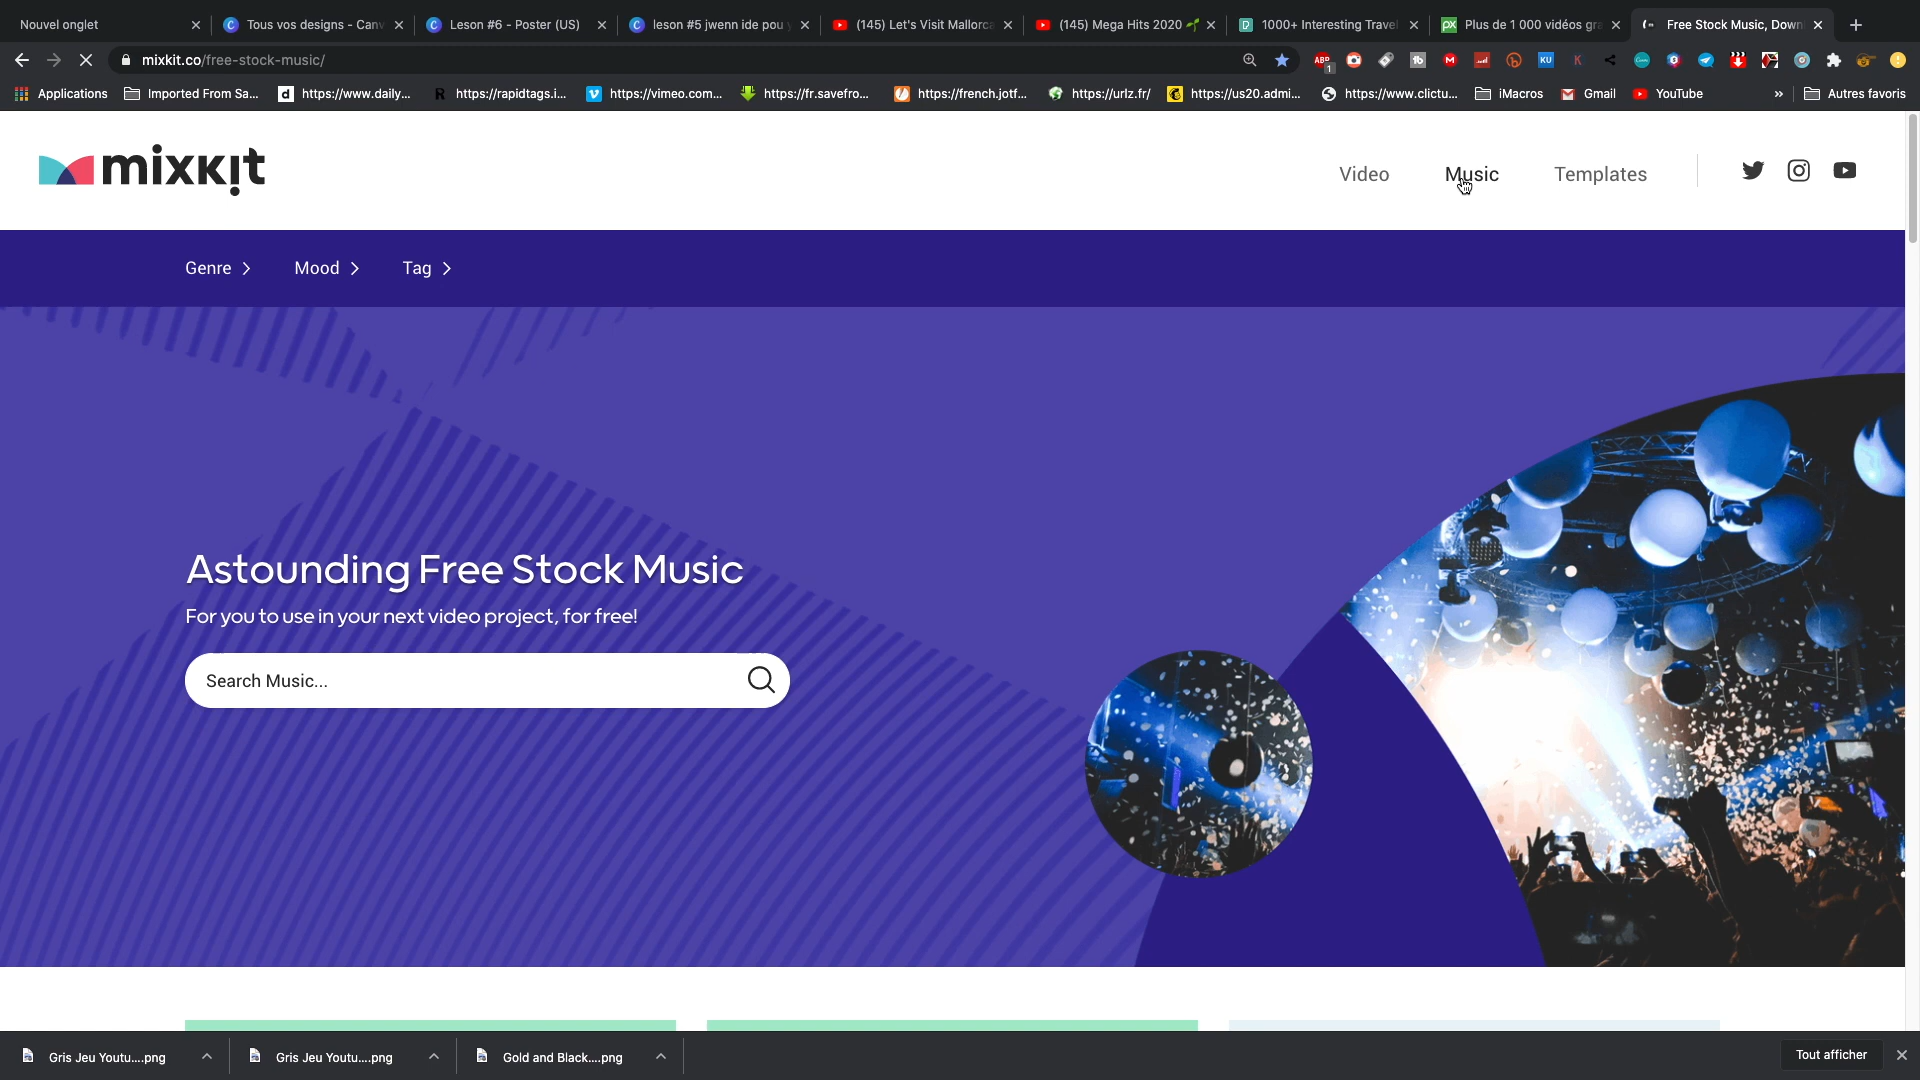 Nouvel onglet
Tous vos designs - Canv
Leson #6 - Poster (US)
leson #5 jwenn ide pou y
(145) Let's Visit Mallorca
(145) Mega Hits 2020
1000+ Interesting Travel
Plus de 1 000 vidéos gra
Free Stock Music, Down
mixkit.co/free-stock-music/
ABP
1
KU
Applications
Imported From Sa...
https://www.daily...
https://rapidtags.i...
https://vimeo.com...
https://fr.savefro...
https://french.jotf...
https://urlz.fr/
https://us20.admi...
https://www.clictu...
iMacros
Gmail
YouTube
»
Autres favoris
mixkit
Video
Music
Templates
Genre
Mood
Tag
Astounding Free Stock Music
For you to use in your next video project, for free!
Search Music...
Gris Jeu Youtu....png
Gris Jeu Youtu....png
Gold and Black....png
Tout afficher